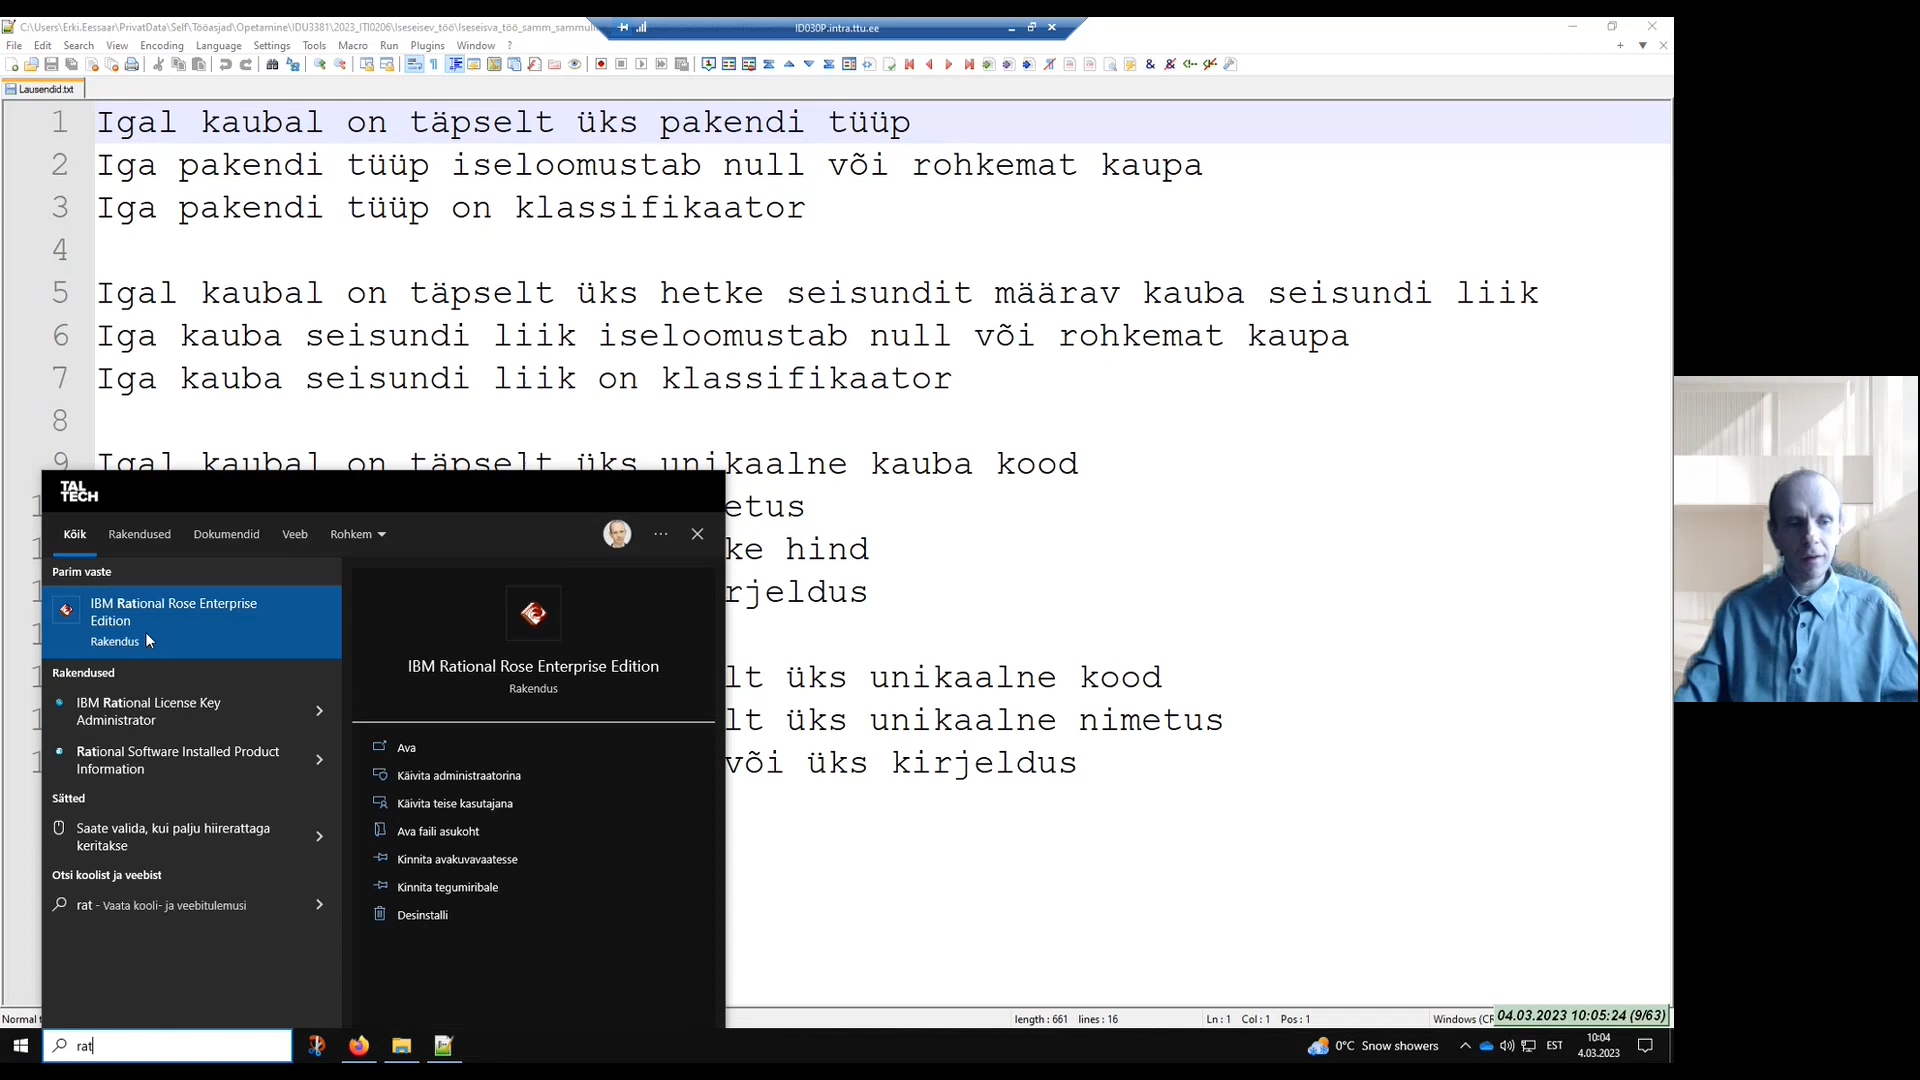 C:\Users\Erki.Eessaar\PrivatData\Self\Tööasjad\Opetamine\IDU3381\2023_ITI0206\Iseseisev_töö\Iseseisva_töö_samm_sammuli
ID030P.intra.ttu.ee
File Edit Search View Encoding Language Settings Tools Macro Run Plugins Window ?
Lausendid.txt
1 Igal kaubal on täpselt üks pakendi tüüp
2 Iga pakendi tüüp iseloomustab null või rohkemat kaupa
3 Iga pakendi tüüp on klassifikaator
4
5 Igal kaubal on täpselt üks hetke seisundit määrav kauba seisundi liik
6 Iga kauba seisundi liik iseloomustab null või rohkemat kaupa
7 Iga kauba seisundi liik on klassifikaator
8
9 Igal kaubal on täpselt üks unikaalne kauba kood
etus
ke hind
rjeldus
lt üks unikaalne kood
lt üks unikaalne nimetus
või üks kirjeldus
TAL
TECH
Kõik Rakendused Dokumendid Veeb Rohkem
Parim vaste
IBM Rational Rose Enterprise
Edition
Rakendus
Rakendused
IBM Rational License Key
Administrator
Rational Software Installed Product
Information
Sätted
Saate valida, kui palju hiirerattaga
keritakse
Otsi koolist ja veebist
rat - Vaata kooli- ja veebitulemusi
IBM Rational Rose Enterprise Edition
Rakendus
Ava
Käivita administraatorina
Käivita teise kasutajana
Ava faili asukoht
Kinnita avakuvavaatesse
Kinnita tegumiribale
Desinstalli
Normal t
length : 661 lines : 16
Ln : 1 Col : 1 Pos : 1
Windows (CR
04.03.2023 10:05:24 (9/63)
rat
0°C Snow showers
EST
10:04
4.03.2023